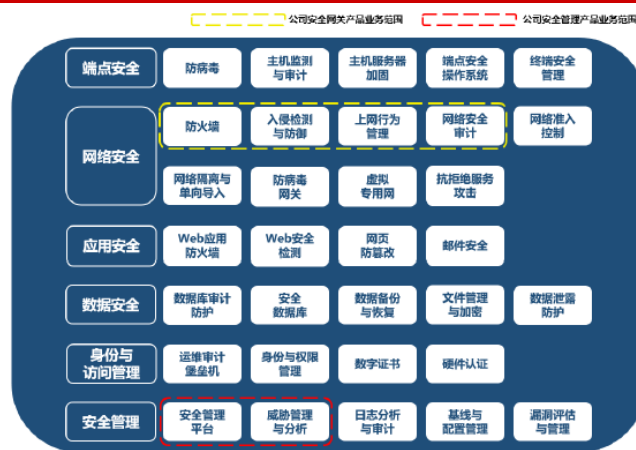 公司安全网关产品业务范围 公司安全管理产品业务范围
端点安全 防病毒 主机监测与审计 主机服务器加固 端点安全操作系统 终端安全管理
网络安全
防火墙 入侵检测与防御 上网行为管理 网络安全审计 网络准入控制
网络隔离与单向导入 防病毒网关 虚拟专用网 抗拒绝服务攻击
应用安全 Web应用防火墙 Web安全检测 网页防篡改 邮件安全
数据安全 数据库审计防护 安全数据库 数据备份与恢复 文件管理与加密 数据泄露防护
身份与访问管理 运维审计堡垒机 身份与权限管理 数字证书 硬件认证
安全管理 安全管理平台 威胁管理与分析 日志分析与审计 基线与配置管理 漏洞评估与管理